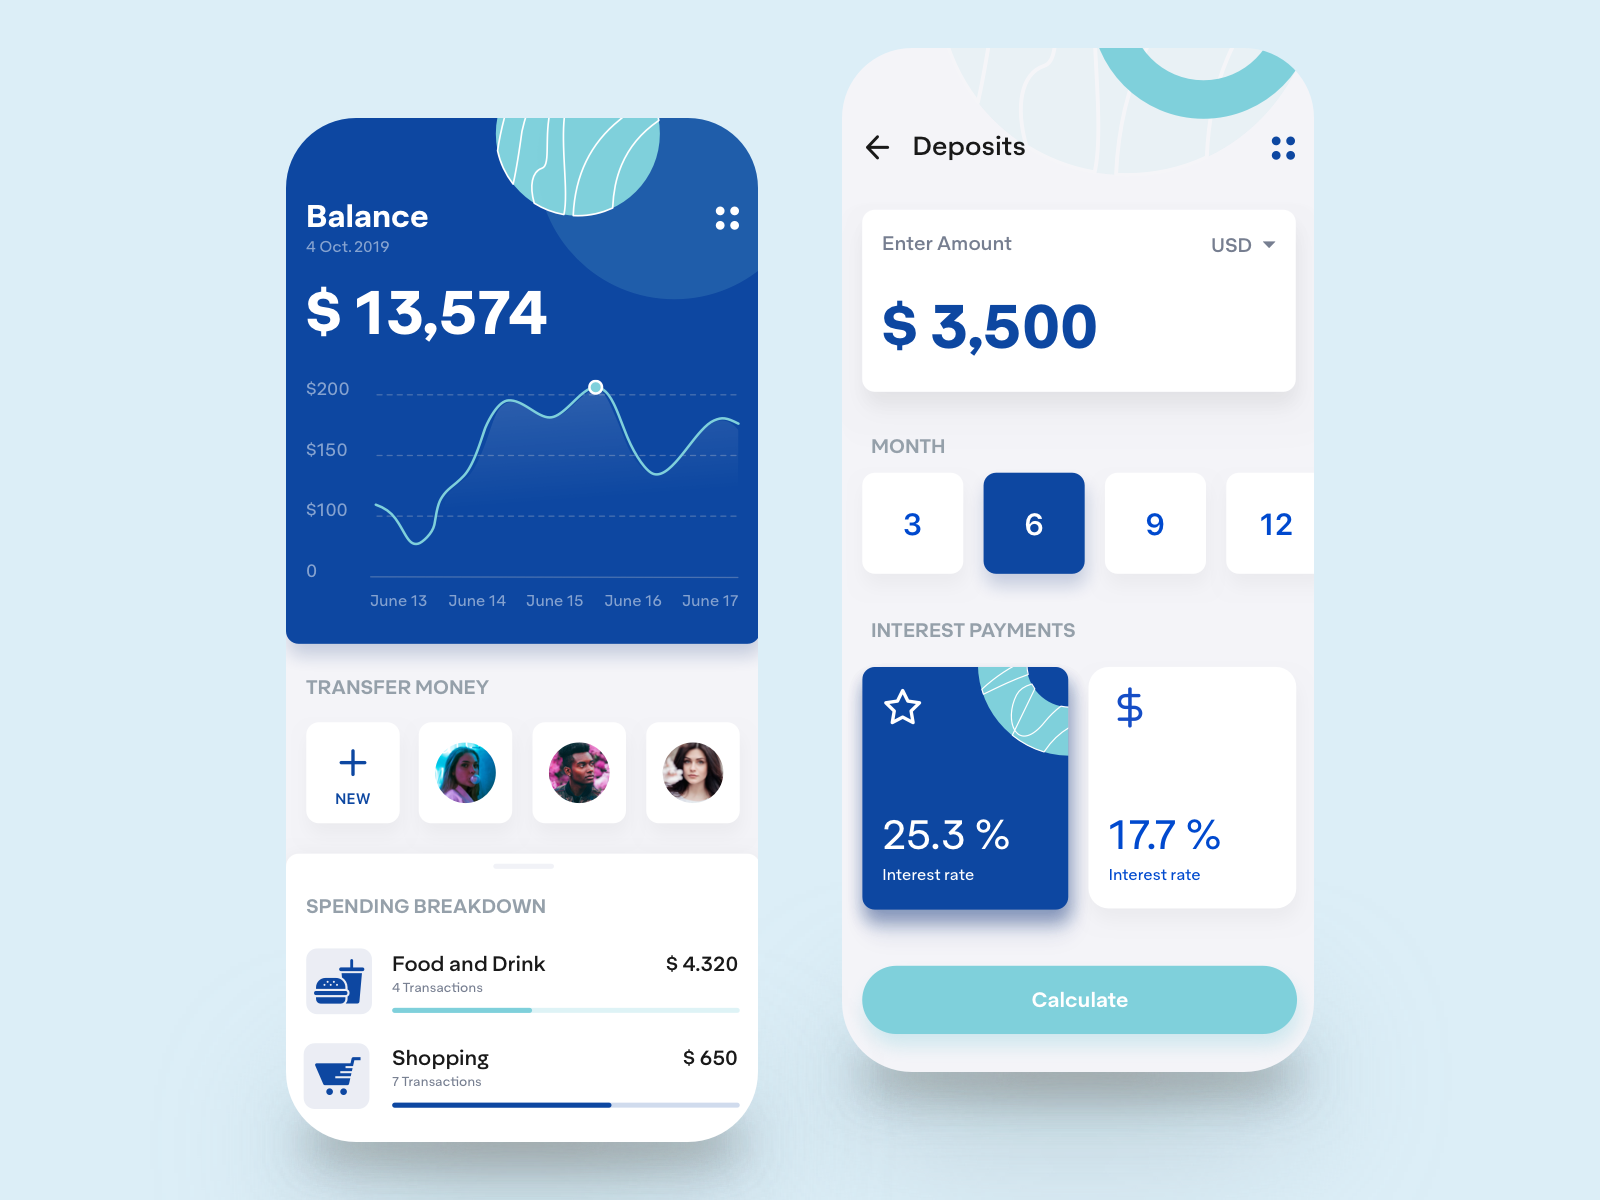 Balance
4 Oct. 2019
$ 13,574
$200
$150
$100
0
June 13 June 14 June 15 June 16 June 17
TRANSFER MONEY
NEW
SPENDING BREAKDOWN
Food and Drink $ 4.320
4 Transactions
Shopping $ 650
7 Transactions
Deposits
Enter Amount USD
$ 3,500
MONTH
3 6 9 12
INTEREST PAYMENTS
$
25.3 % 17.7 %
Interest rate Interest rate
Calculate